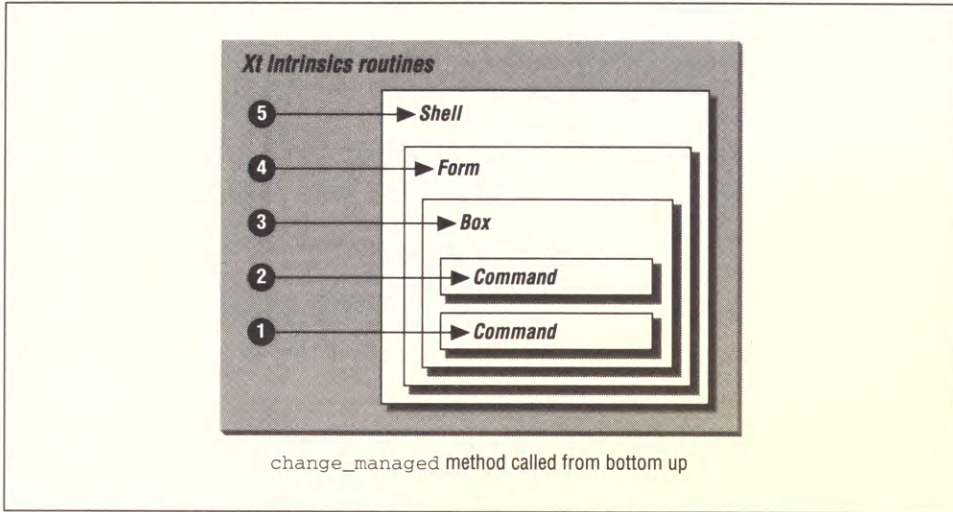 Xt Intrinsics routines
5 Shell
4 Form
3 Box
2 Command
1 Command
change_managed method called from bottom up